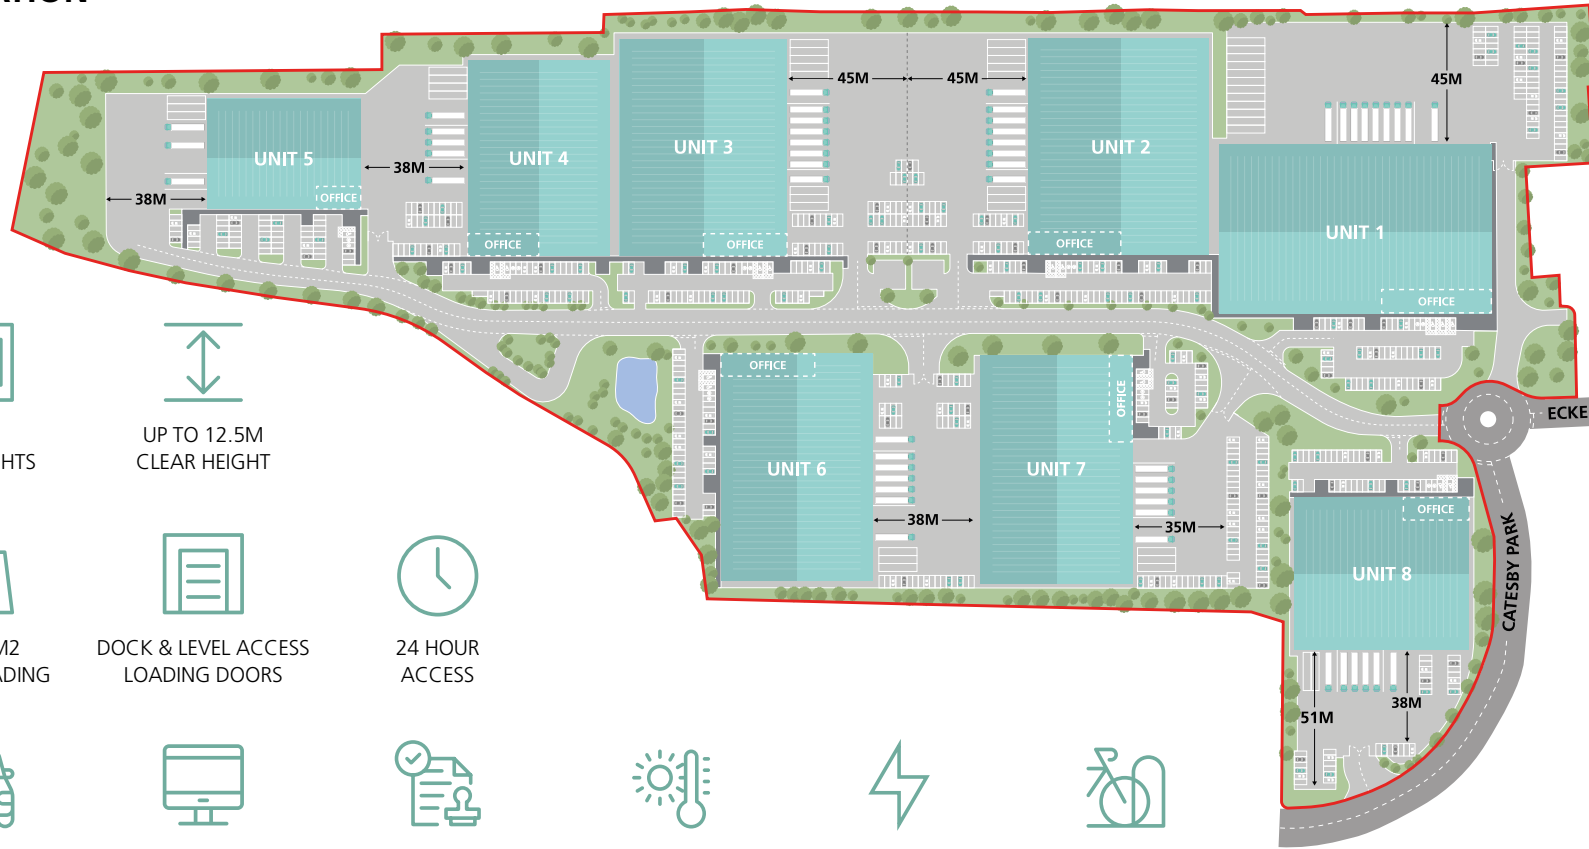 45M
45M
45M
UNIT 5
UNIT 4
UNIT 3
UNIT 2
38M
38M
OFFICE
OFFICE
OFFICE
OFFICE
UNIT 1
OFFICE
OFFICE
OFFICE
UNIT 6
UNIT 7
38M
35M
ECKE
OFFICE
UNIT 8
CATESBY PARK
51M
38M
HTS
UP TO 12.5M
CLEAR HEIGHT
M2
ADING
DOCK & LEVEL ACCESS
LOADING DOORS
24 HOUR
ACCESS